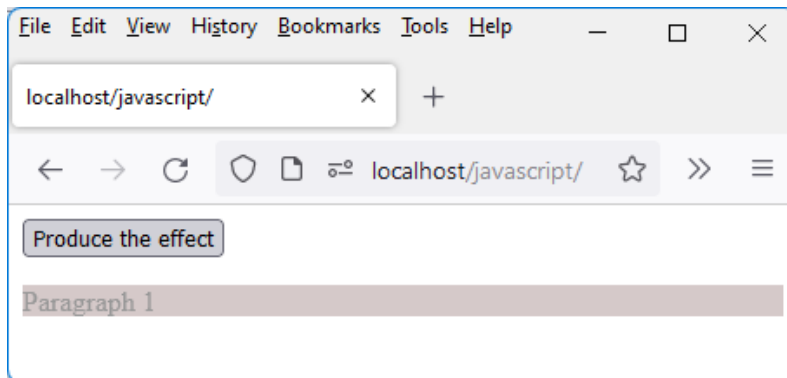 File Edit View History Bookmarks Tools Help
localhost/javascript/
localhost/javascript/
Produce the effect
Paragraph 1